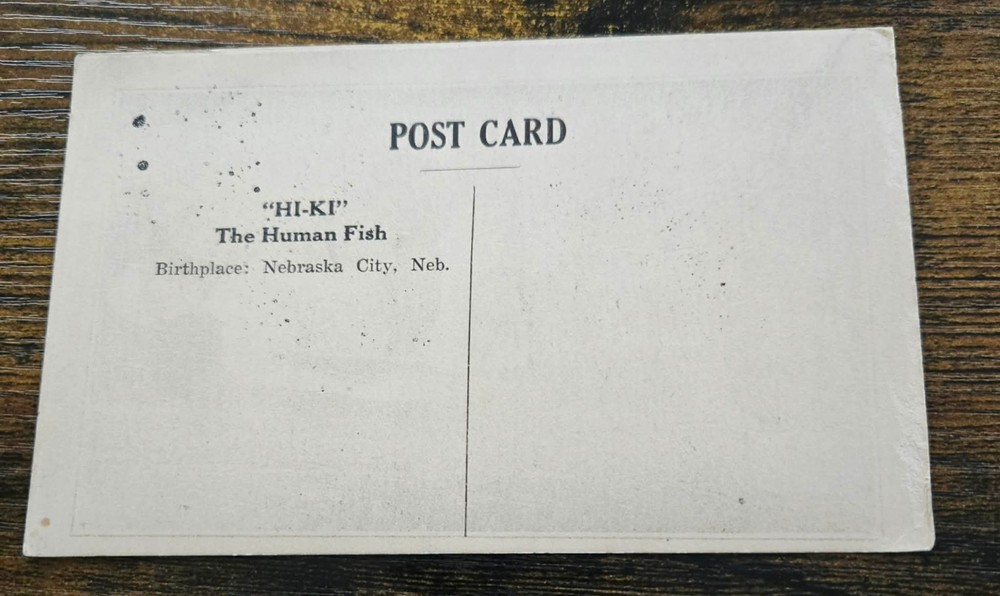 POST CARD
“HI-KI”
The Human Fish
Birthplace: Nebraska City, Neb.